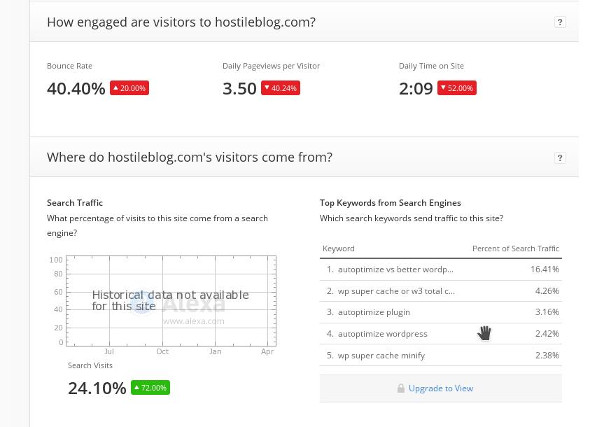 How engaged are visitors to hostileblog.com?
?
Bounce Rate
Daily Pageviews per Visitor
Daily Time on Site
40.40% 20.00%
3.50 40.24%
2:09 52.00%
Where do hostileblog.com's visitors come from?
?
Search Traffic
What percentage of visits to this site come from a search
engine?
100
80
60
40
20
0
Historical data not available
for this site
Alexa
www.alexa.com
Jul Oct Jan Apr
Search Visits
24.10% 72.00%
Top Keywords from Search Engines
Which search keywords send traffic to this site?
Keyword Percent of Search Traffic
1. autoptimize vs better wordp... 16.41%
2. wp super cache or w3 total c... 4.26%
3. autoptimize plugin 3.16%
4. autoptimize wordpress 2.42%
5. wp super cache minify 2.38%
Upgrade to View